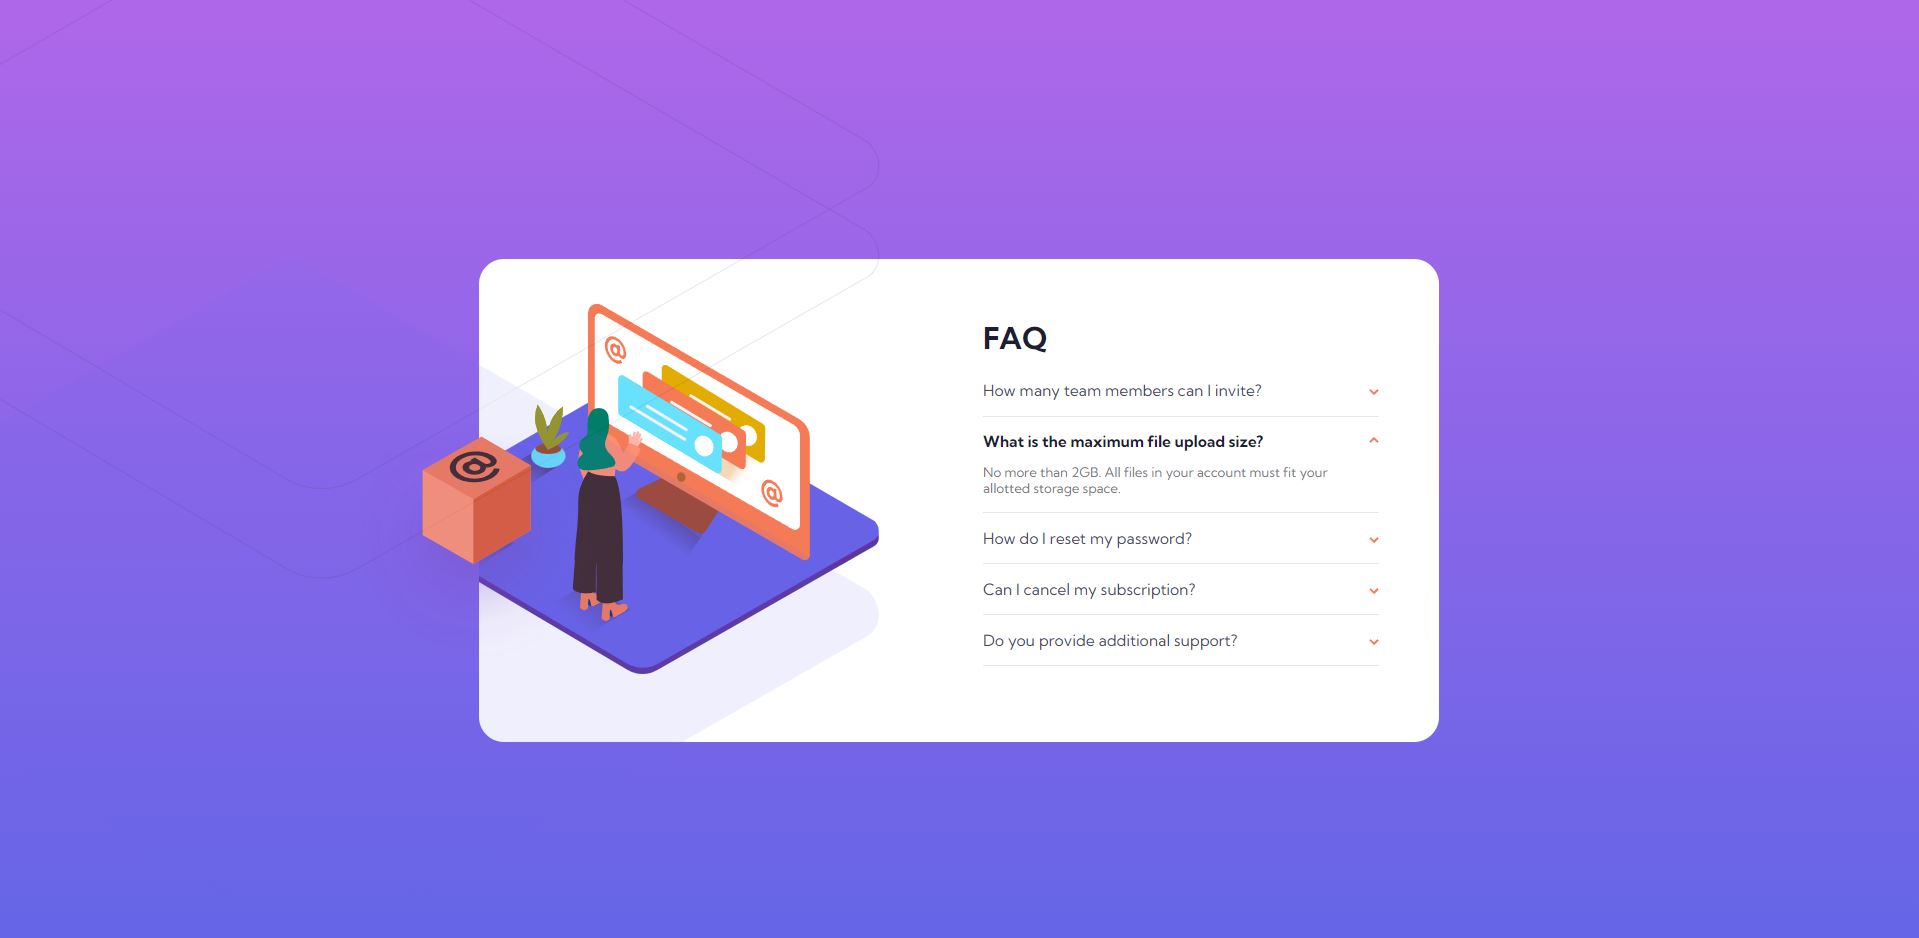 @
@
@
FAQ
How many team members can I invite?
What is the maximum file upload size?
No more than 2GB. All files in your account must fit your
allotted storage space.
How do I reset my password?
Can I cancel my subscription?
Do you provide additional support?